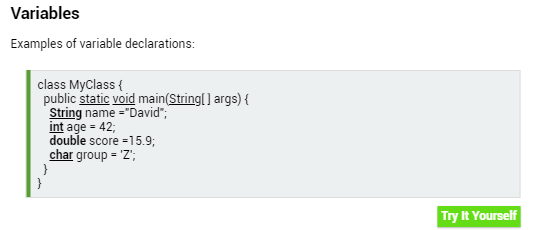 Variables
Examples of variable declarations:
class MyClass {
public static void main(String[ ] args) {
String name ="David";
int age = 42;
double score =15.9;
char group = 'Z';
}
}
Try It Yourself